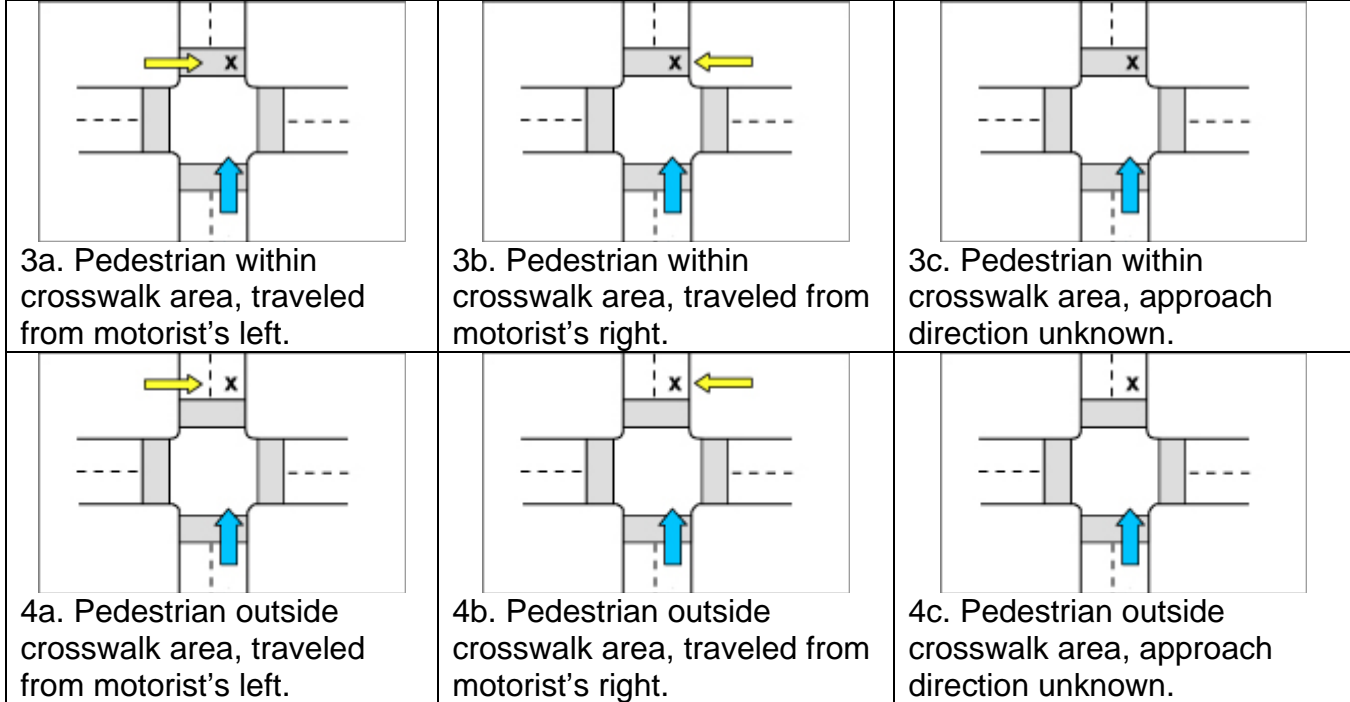 X
X
X
3a. Pedestrian within
crosswalk area, traveled
from motorist’s left.
3b. Pedestrian within
crosswalk area, traveled from
motorist’s right.
3c. Pedestrian within
crosswalk area, approach
direction unknown.
X
X
X
4a. Pedestrian outside
crosswalk area, traveled
from motorist’s left.
4b. Pedestrian outside
crosswalk area, traveled from
motorist’s right.
4c. Pedestrian outside
crosswalk area, approach
direction unknown.